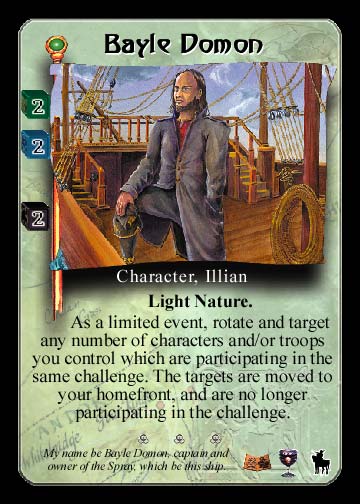 Bayle Domon
2
2
2
Character, Illian
Light Nature.
As a limited event, rotate and target
any number of characters and/or troops
you control which are participating in the
same challenge. The targets are moved to
your homefront, and are no longer
participating in the challenge.
My name be Bayle Domon, captain and
owner of the Spray, which be this ship.